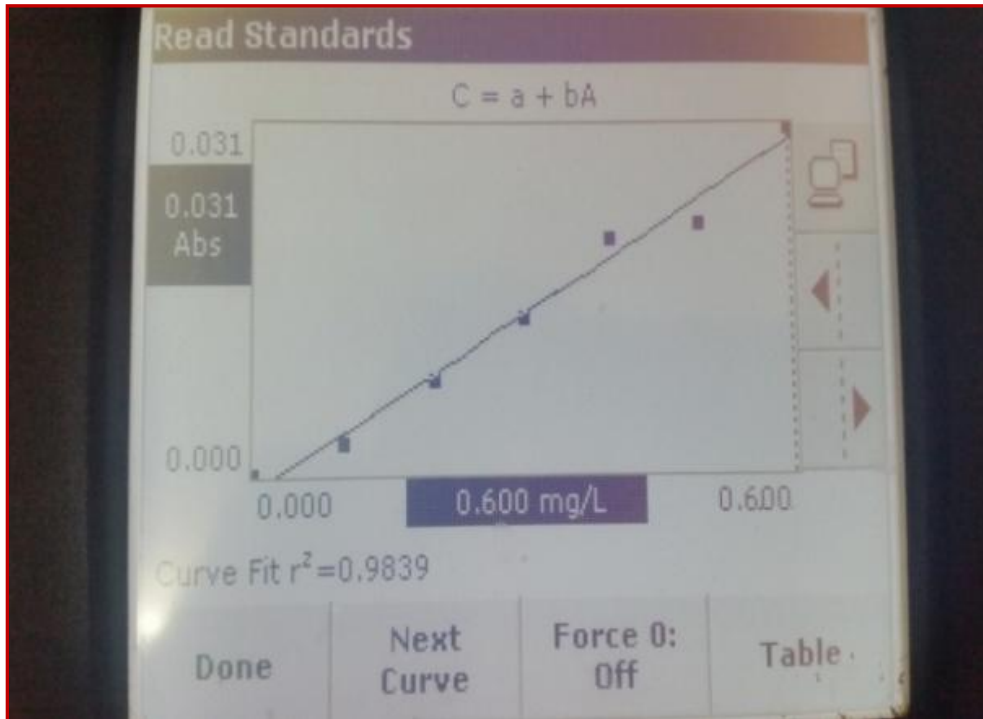 Read Standards
C = a + bA
0.031
0.031
Abs
0.000
0.000 0.600 mg/L 0.600
Curve Fit r²=0.9839
Done
Next
Curve
Force 0:
Off
Table